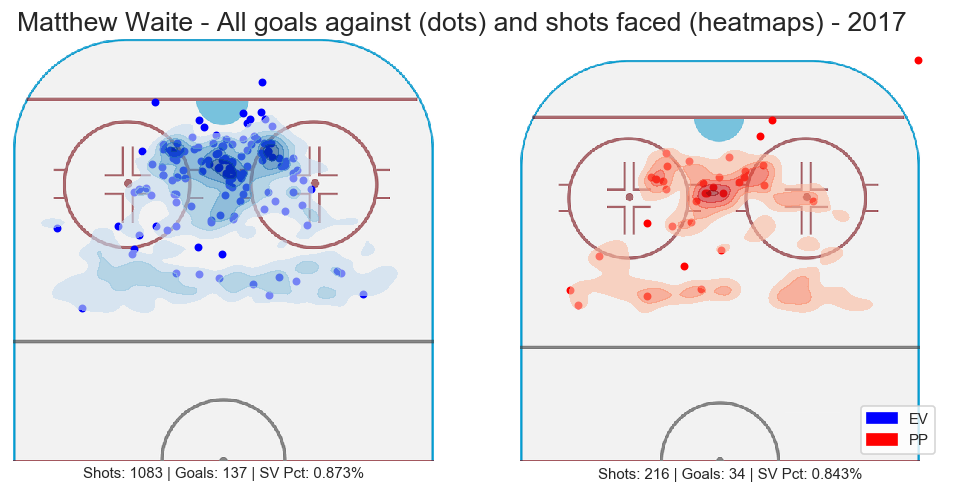 Matthew Waite - All goals against (dots) and shots faced (heatmaps) - 2017
EV
PP
Shots: 1083 | Goals: 137 | SV Pct: 0.873%
Shots: 216 | Goals: 34 | SV Pct: 0.843%